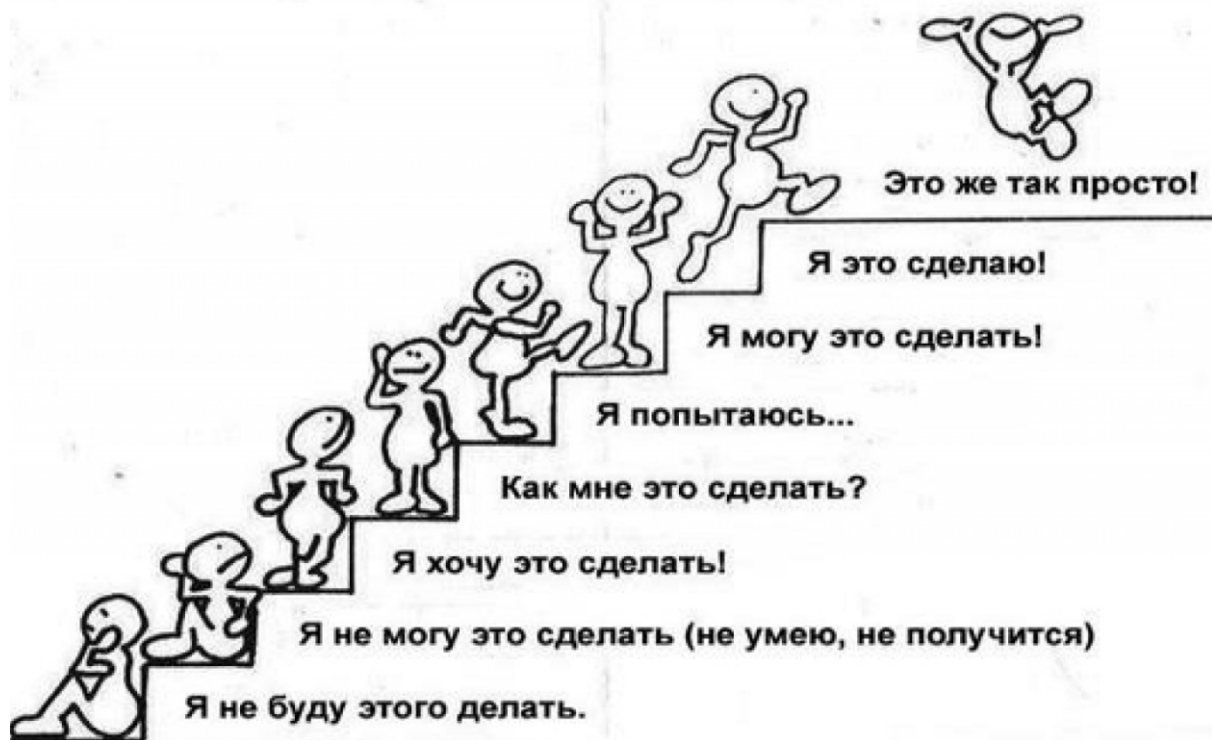 Это же так просто!
Я это сделаю!
Я могу это сделать!
Я попытаюсь...
Как мне это сделать?
Я хочу это сделать!
Я не могу это сделать (не умею, не получится)
Я не буду этого делать.